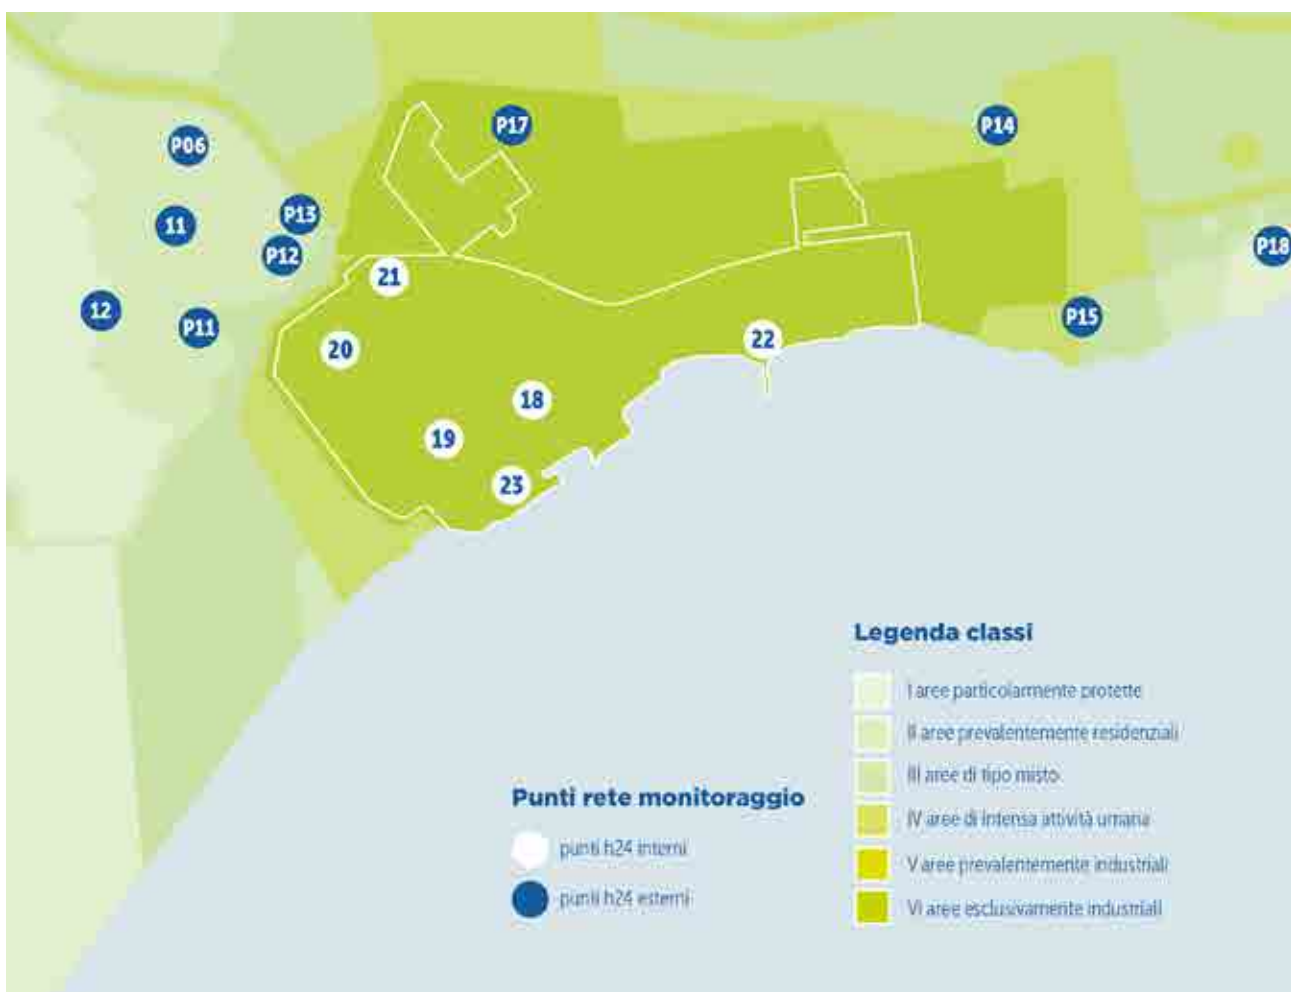 P17
P14
P06
P13
11
P18
P12
21
12
P15
P11
22
20
18
19
23
Legenda classi
I aree particolarmente protette
II aree prevalentemente residenziali
III aree di tipo misto
Punti rete monitoraggio
IV aree di intensa attività umana
punti h24 interni
V aree prevalentemente industriali
punti h24 esterni
VI aree esclusivamente industriali